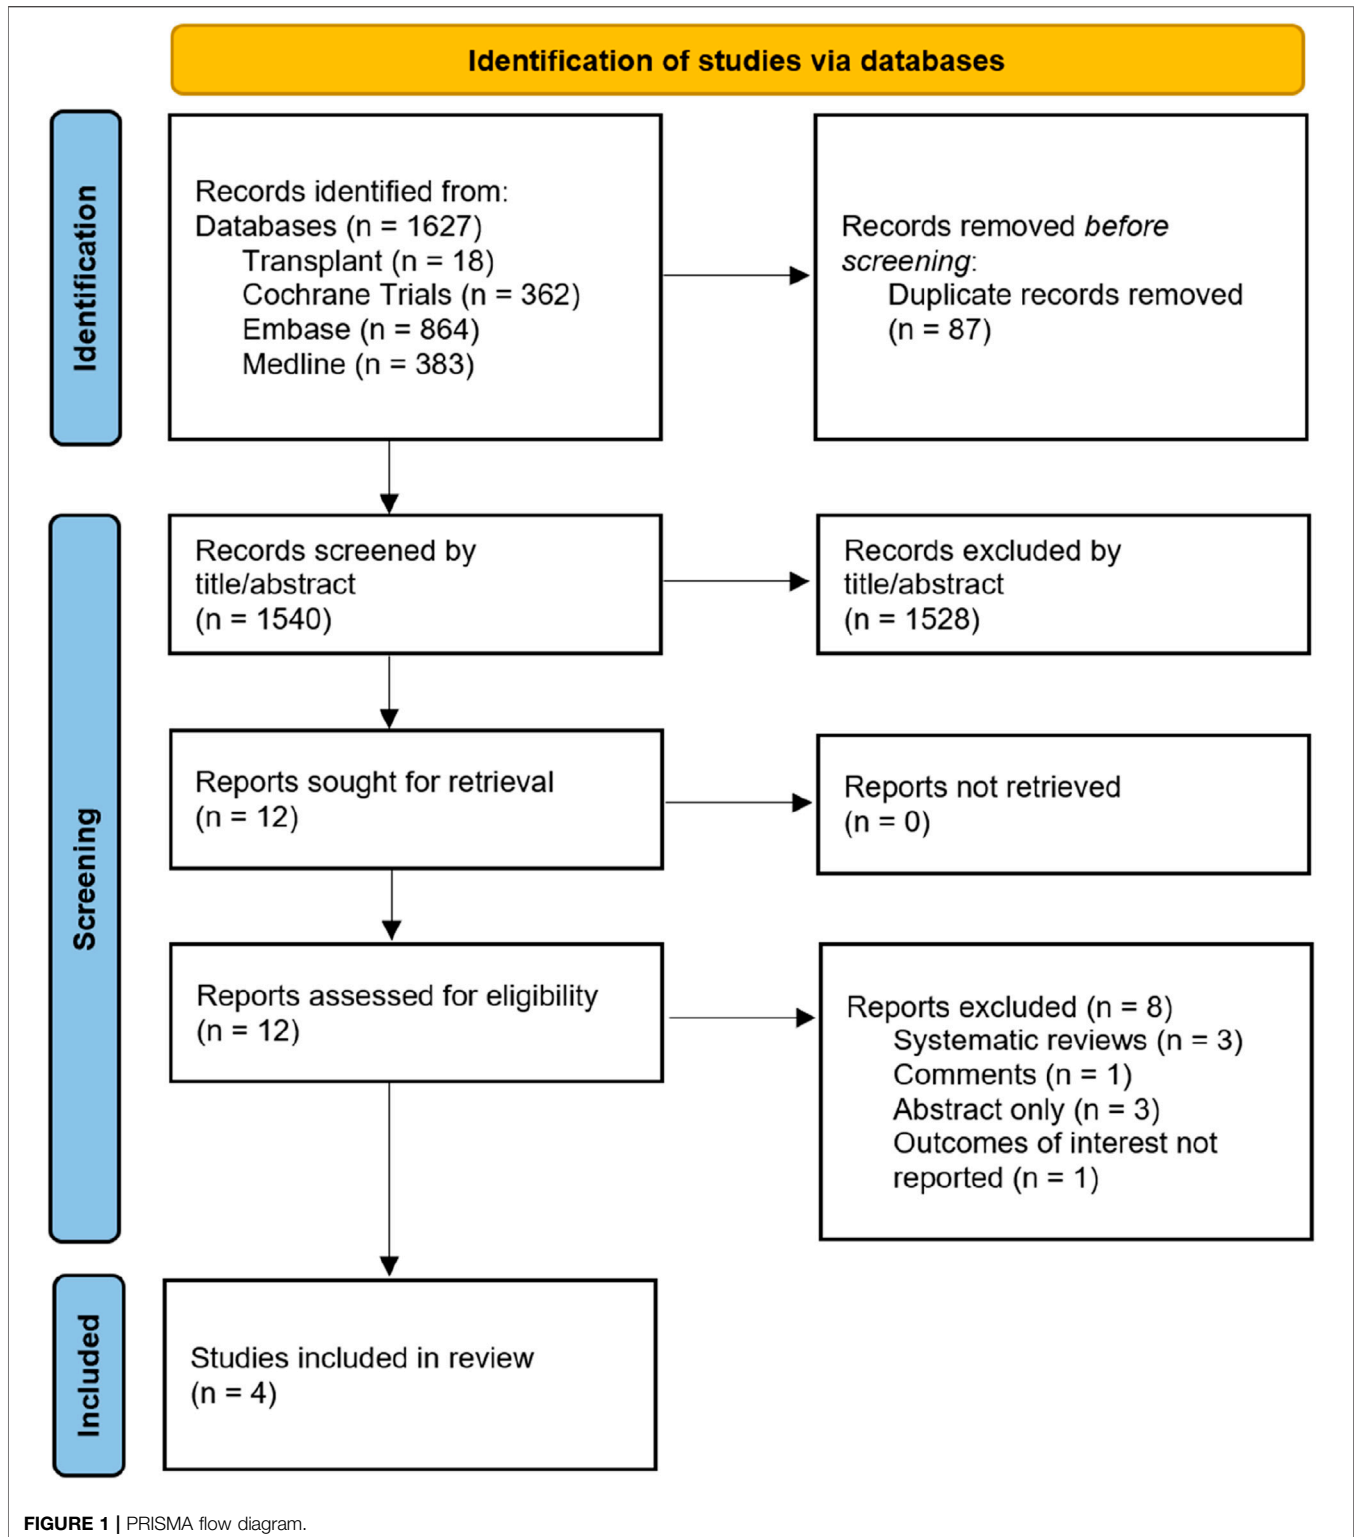 Identification of studies via databases
Identification
Records identified from:
Databases (n = 1627)
Transplant (n = 18)
Cochrane Trials (n = 362)
Embase (n = 864)
Medline (n = 383)
Records removed before
screening:
Duplicate records removed
(n = 87)
Screening
Records screened by
title/abstract
(n = 1540)
Records excluded by
title/abstract
(n = 1528)
Reports sought for retrieval
(n = 12)
Reports not retrieved
(n = 0)
Reports assessed for eligibility
(n = 12)
Reports excluded (n = 8)
Systematic reviews (n = 3)
Comments (n = 1)
Abstract only (n = 3)
Outcomes of interest not
reported (n = 1)
Included
Studies included in review
(n = 4)
FIGURE 1 | PRISMA flow diagram.